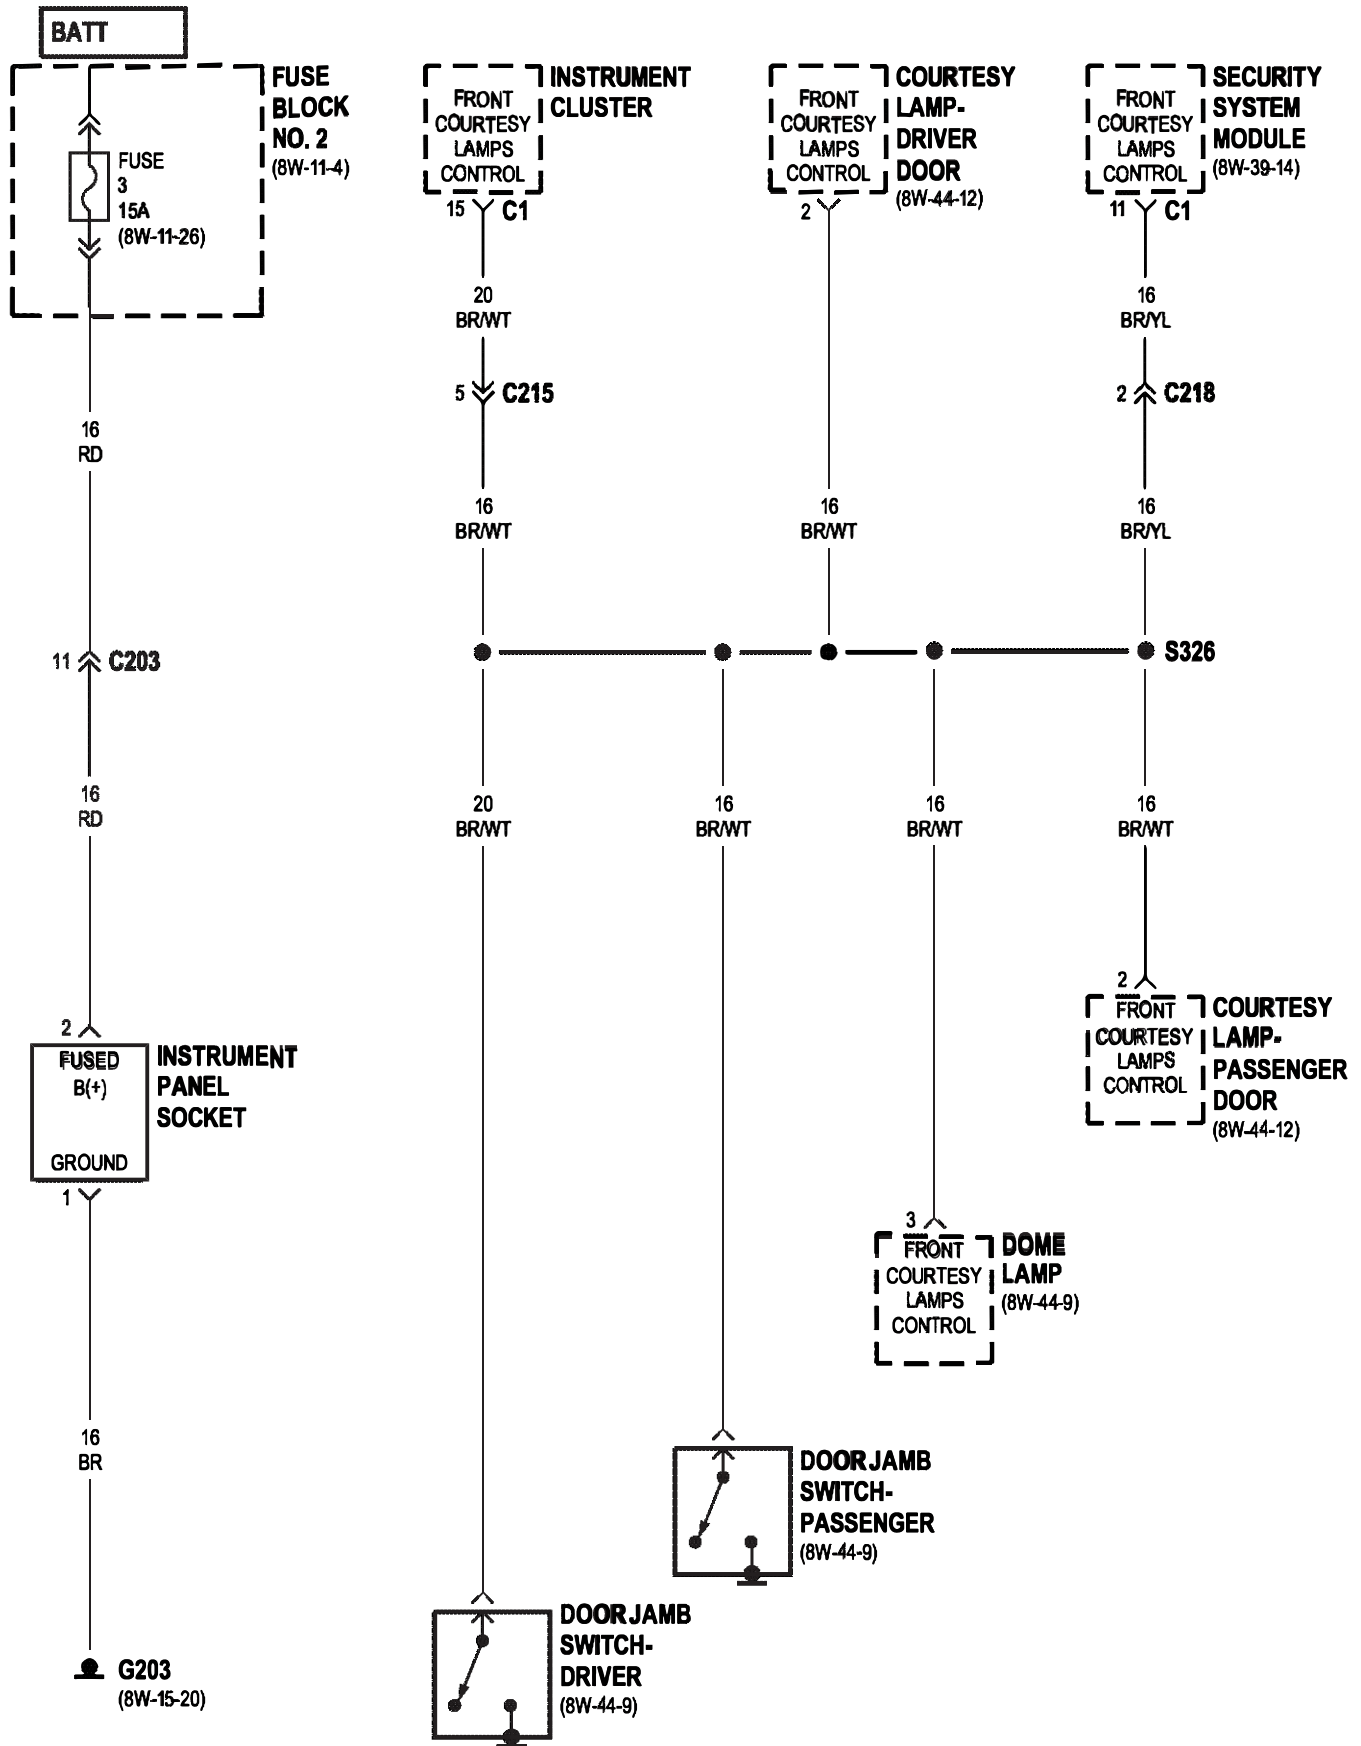 BATT
FUSE
BLOCK
NO. 2
(8W-11-4)
FUSE
3
15A
(8W-11-26)
16
RD
11
C203
16
RD
2
FUSED
B(+)
GROUND
INSTRUMENT
PANEL
SOCKET
1
16
BR
G203
(8W-15-20)
FRONT
COURTESY
LAMPS
CONTROL
INSTRUMENT
CLUSTER
15
C1
20
BR/WT
5
C215
16
BR/WT
FRONT
COURTESY
LAMPS
CONTROL
COURTESY
LAMP-
DRIVER
DOOR
(8W-44-12)
2
16
BR/WT
FRONT
COURTESY
LAMPS
CONTROL
SECURITY
SYSTEM
MODULE
(8W-39-14)
11
C1
16
BR/YL
2
C218
16
BR/YL
S326
20
BR/WT
16
BR/WT
16
BR/WT
16
BR/WT
2
FRONT
COURTESY
LAMPS
CONTROL
COURTESY
LAMP-
PASSENGER
DOOR
(8W-44-12)
3
FRONT
COURTESY
LAMPS
CONTROL
DOME
LAMP
(8W-44-9)
DOOR JAMB
SWITCH-
PASSENGER
(8W-44-9)
DOOR JAMB
SWITCH-
DRIVER
(8W-44-9)